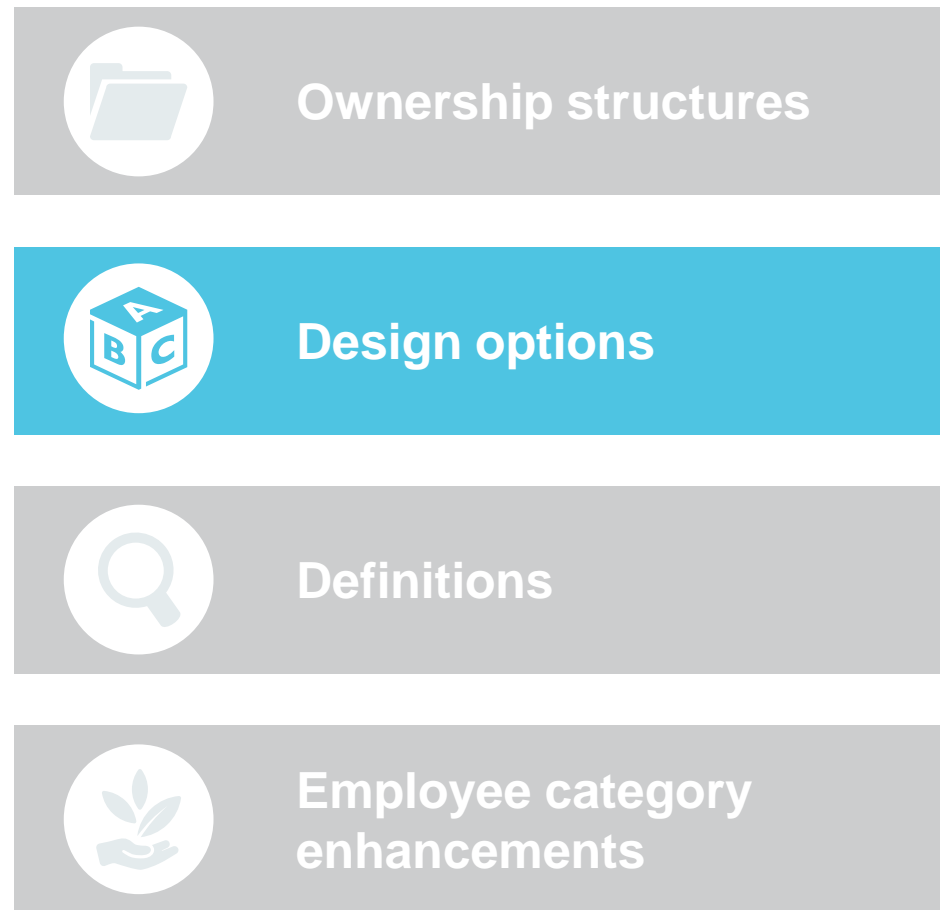 Ownership structures
A
B C
Design options
Definitions
Employee category
enhancements